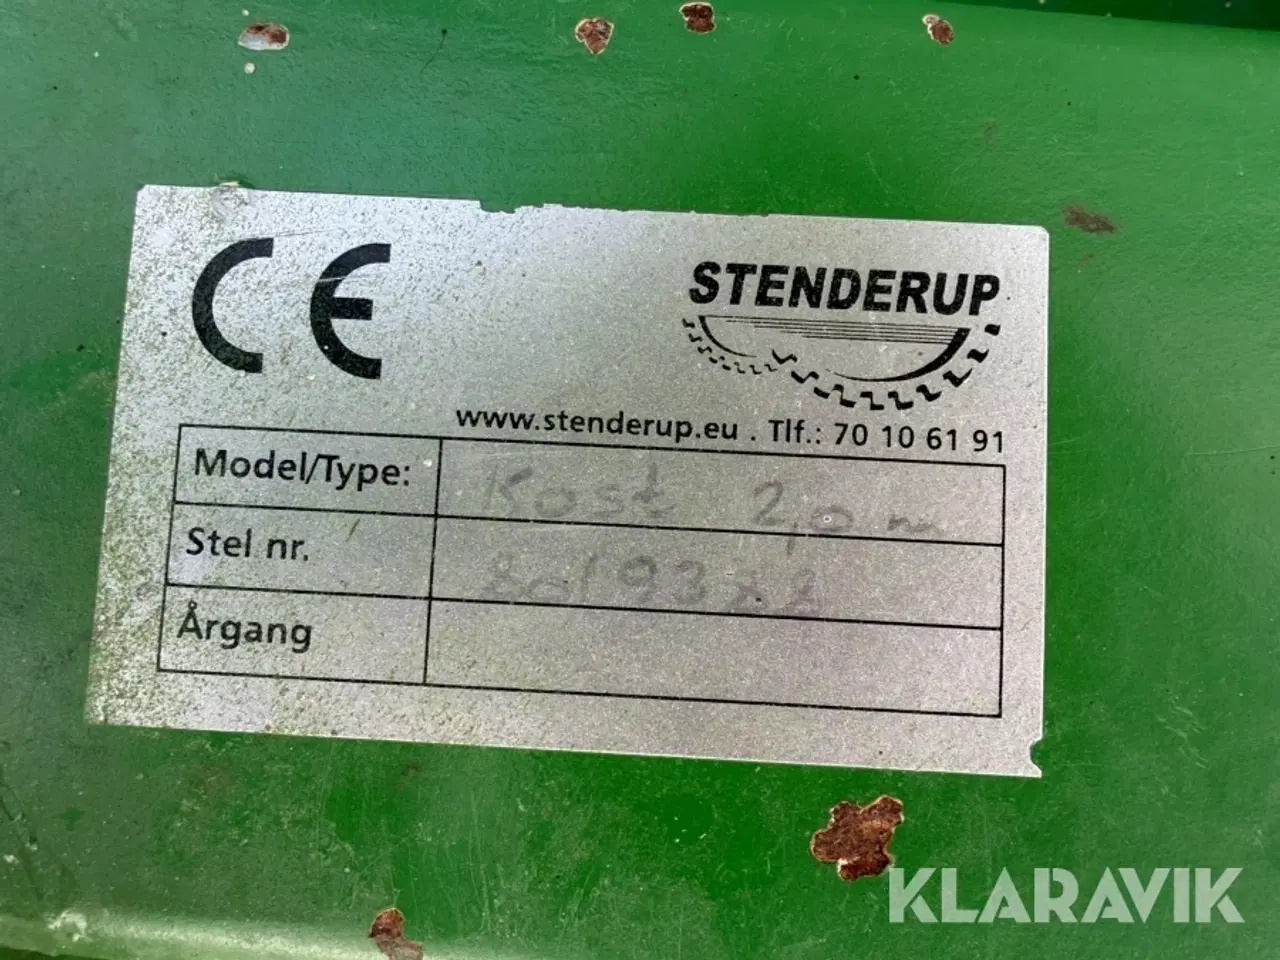 CE
STENDERUP
www.stenderup.eu . Tlf.: 70 10 61 91
Model/Type: Kost 2,0 m
Stel nr.
Årgang
KLARAVIK